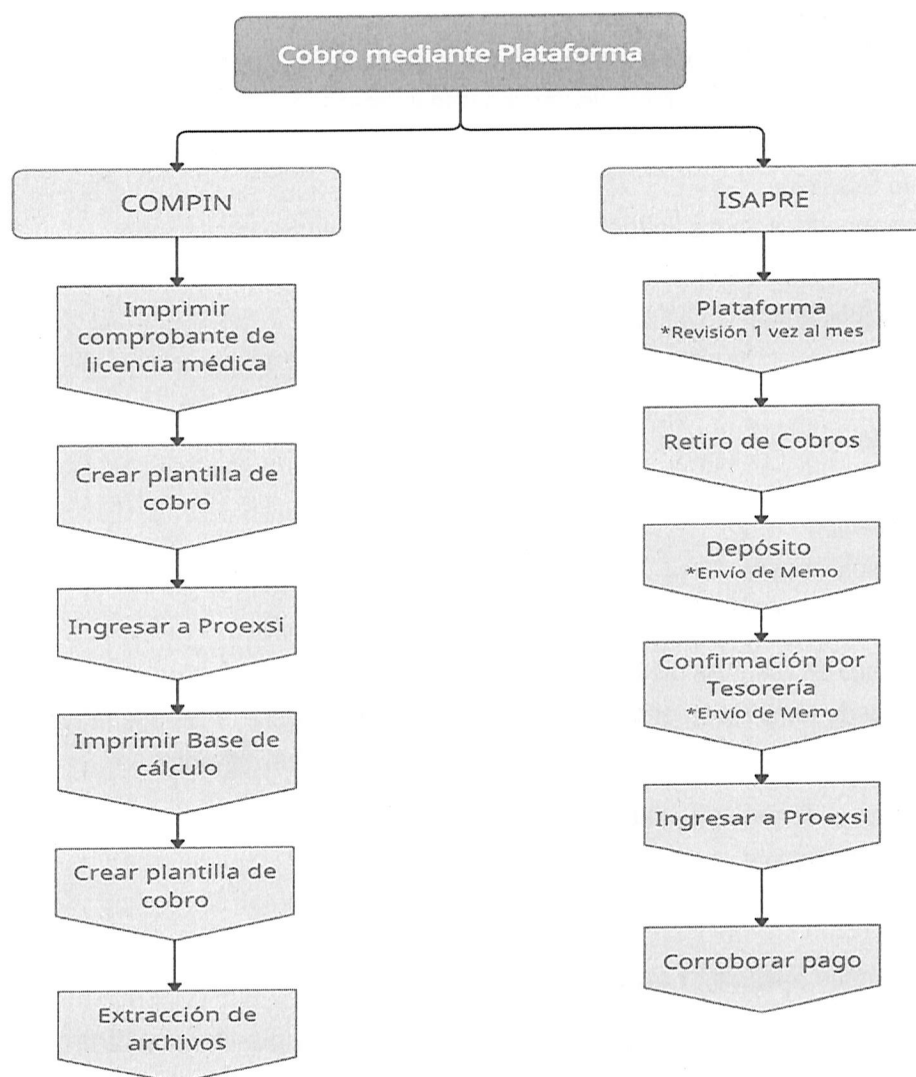 Cobro mediante Plataforma
COMPIN
Imprimir
comprobante de
licencia médica
Crear plantilla de
cobro
Ingresar a Proexsi
Imprimir Base de
cálculo
Crear plantilla de
cobro
Extracción de
archivos
ISAPRE
Plataforma
*Revisión 1 vez al mes
Retiro de Cobros
Depósito
*Envío de Memo
Confirmación por
Tesorería
*Envío de Memo
Ingresar a Proexsi
Corroborar pago